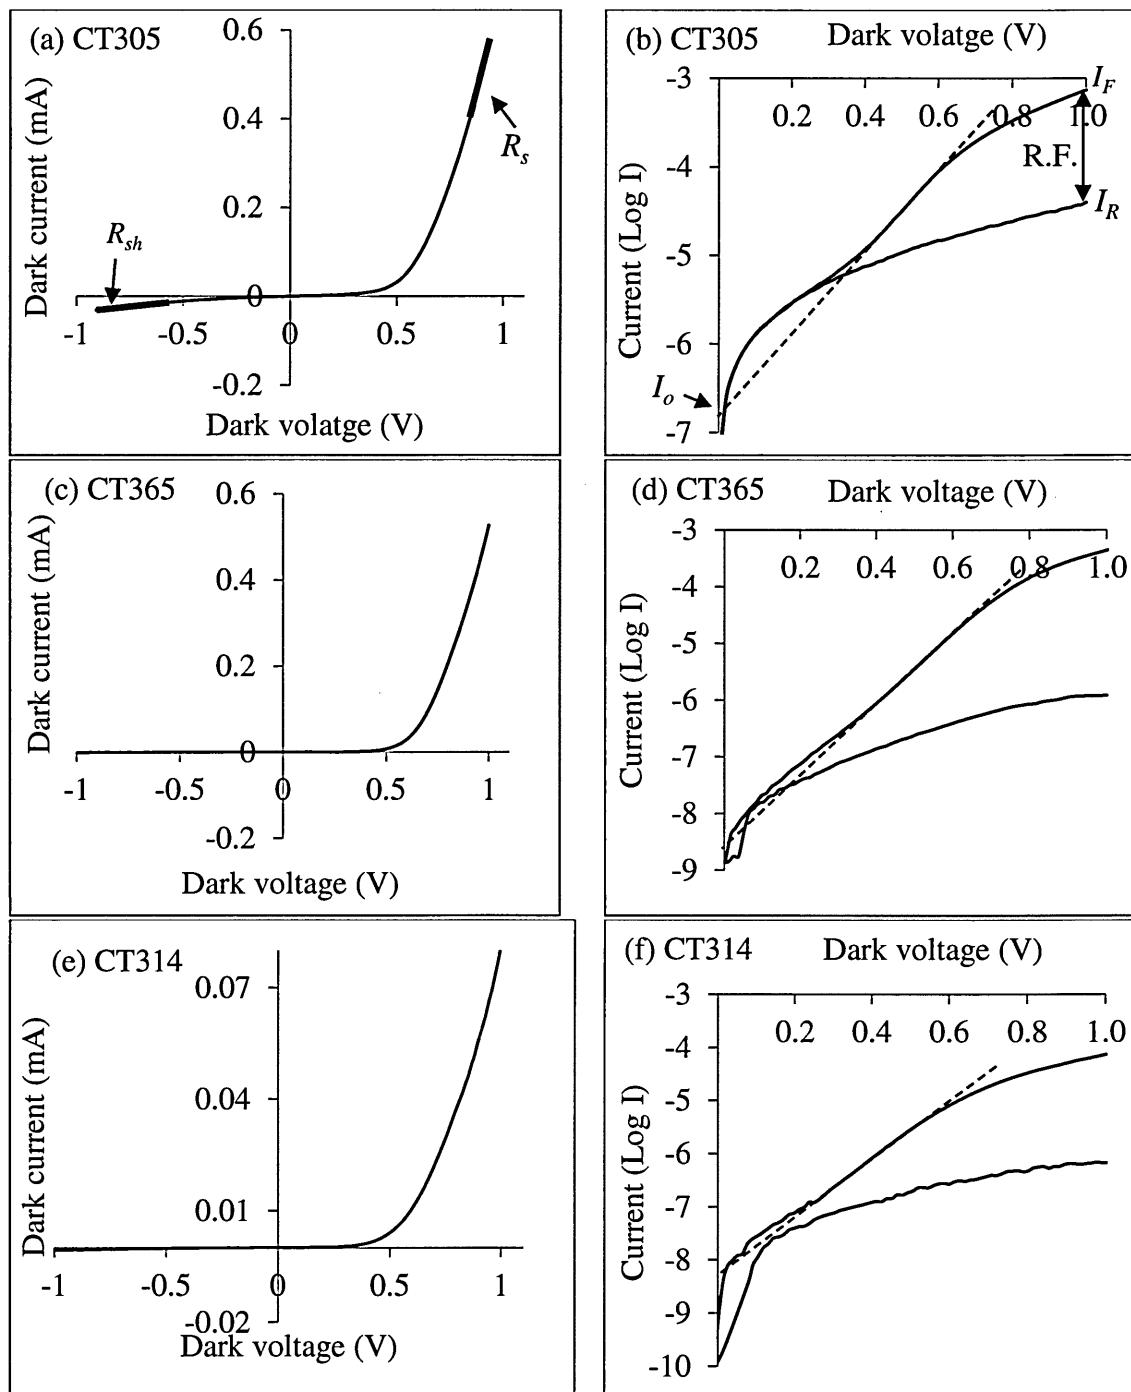 (a) CT305
0.6
Dark current (mA)
0.4
R_s
0.2
R_sh
0
-1 -0.5 0 0.5 1
-0.2
Dark volatge (V)
(b) CT305 Dark volatge (V)
-3
I_F
0.2 0.4 0.6 0.8 1.0
R.F.
Current (Log I)
-4
I_R
-5
-6
I_o
-7
(c) CT365
0.6
Dark current (mA)
0.4
0.2
0
-1 -0.5 0 0.5 1
-0.2
Dark voltage (V)
(d) CT365 Dark voltage (V)
-3
0.2 0.4 0.6 0.8 1.0
Current (Log I)
-4
-5
-6
-7
-8
-9
(e) CT314
0.07
Dark current (mA)
0.04
0.01
-1 -0.5 0 0.5 1
-0.02
Dark voltage (V)
(f) CT314 Dark voltage (V)
-3
0.2 0.4 0.6 0.8 1.0
Current (Log I)
-4
-5
-6
-7
-8
-9
-10